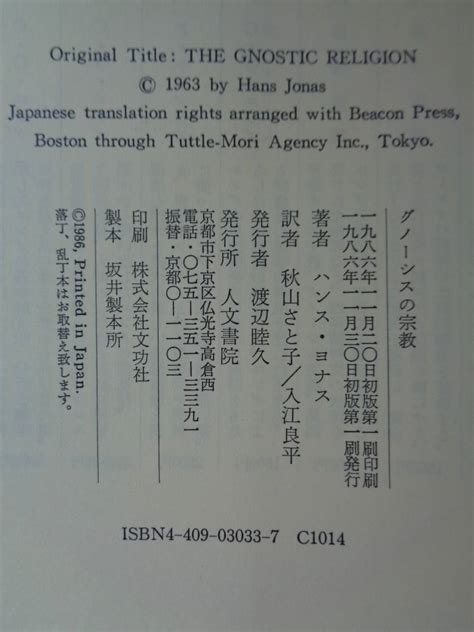 Original Title: THE GNOSTIC RELIGION
© 1963 by Hans Jonas
Japanese translation rights arranged with Beacon Press,
Boston through Tuttle-Mori Agency Inc., Tokyo.
グノーシスの宗教
一九八六年一一月二〇日初版第一刷印刷
一九八六年一一月三〇日初版第一刷発行
著者 ハンス・ヨナス
訳者 秋山さと子/入江良平
発行者 渡辺睦久
発行所 人文書院
京都市下京区仏光寺高倉西
電話・〇七五―三五一―三三九一
振替・京都〇―一一〇三
印刷 株式会社文功社
製本 坂井製本所
©1986, Printed in Japan.
落丁、乱丁本はお取替え致します。
ISBN4-409-03033-7 C1014